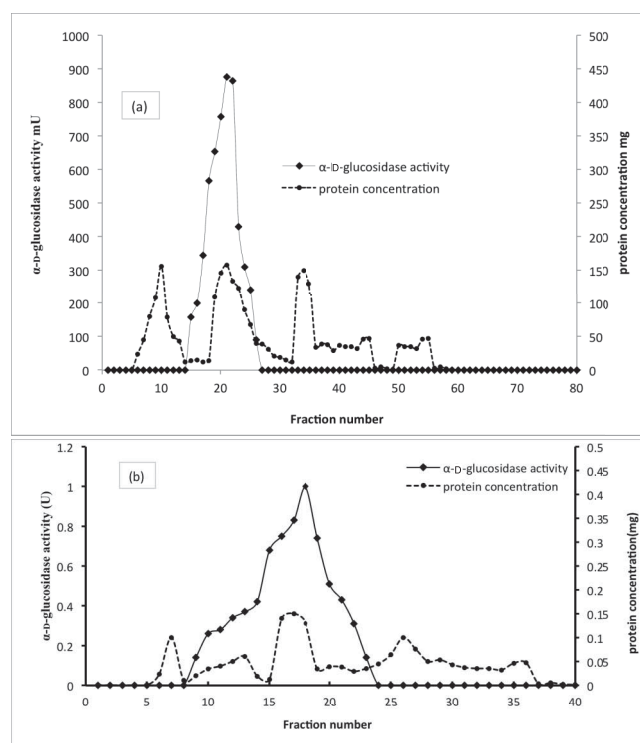 (a)
α-D-glucosidase activity mU
1000
900
800
700
600
500
400
300
200
100
0
α-D-glucosidase activity
protein concentration
500
450
400
350
300
250
200
150
100
50
0
protein concentration mg
0 10 20 30 40 50 60 70 80
Fraction number
(b)
α-D-glucosidase activity (U)
1.2
1
0.8
0.6
0.4
0.2
0
α-D-glucosidase activity
protein concentration
0.5
0.45
0.4
0.35
0.3
0.25
0.2
0.15
0.1
0.05
0
protein concentration(mg)
0 5 10 15 20 25 30 35 40
Fraction number